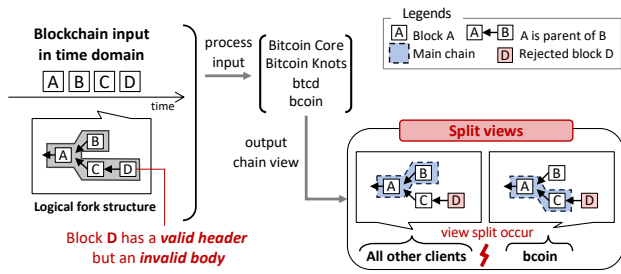 Blockchain input
in time domain
A B C D
time
A
B
C
D
Logical fork structure
Block D has a valid header
but an invalid body
process
input
Bitcoin Core
Bitcoin Knots
btcd
bcoin
output
chain view
Legends
A Block A
A B A is parent of B
Main chain
D Rejected block D
Split views
A
B
C
D
A
B
C
D
view split occur
All other clients
bcoin